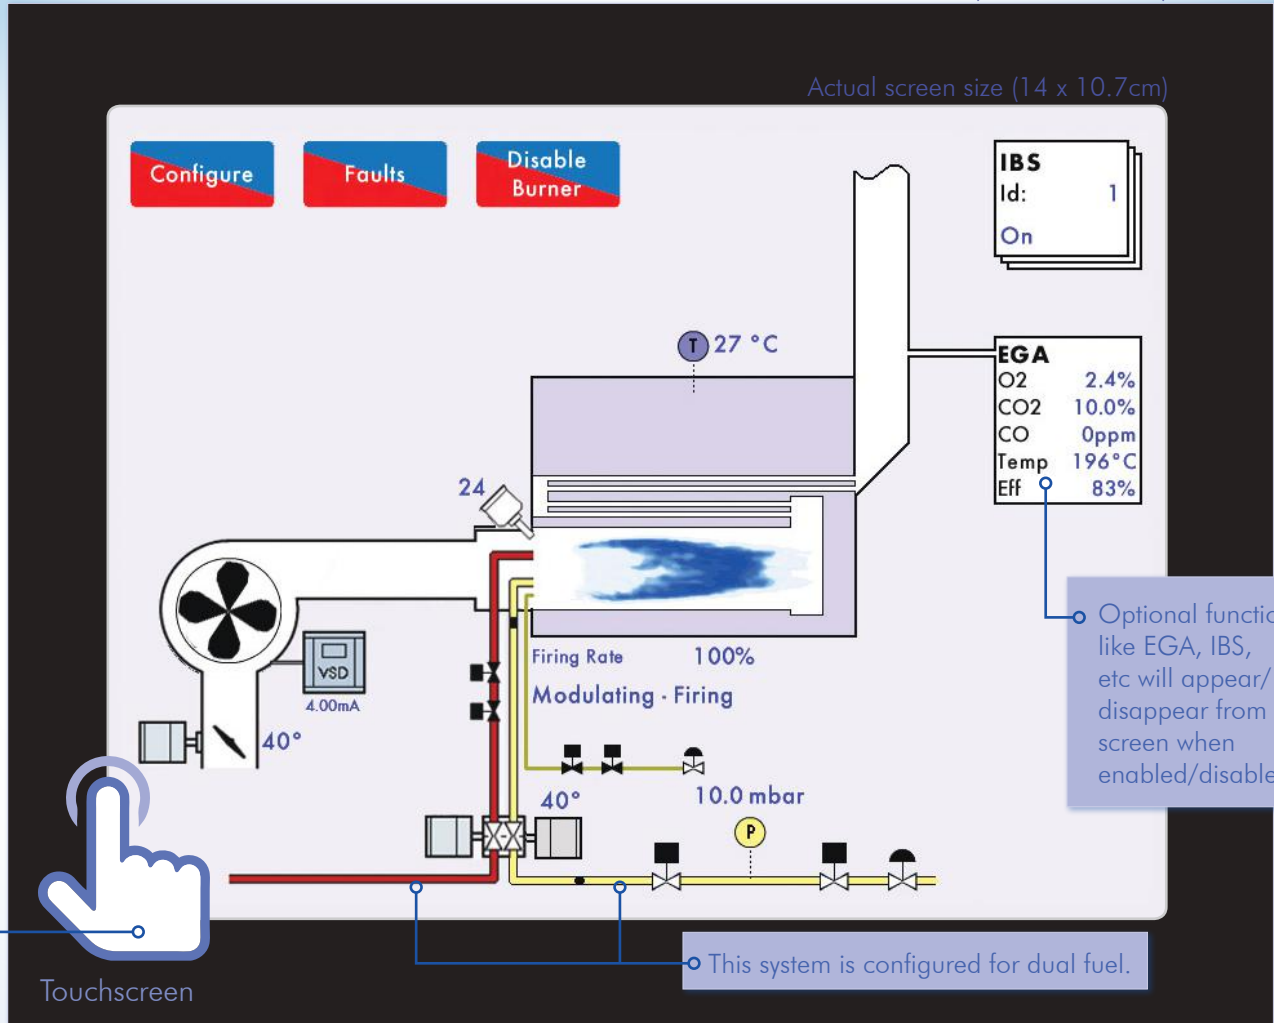 Actual screen size (14 x 10.7cm)
Configure
Faults
Disable
Burner
IBS
Id: 1
On
T 27 °C
EGA
O2 2.4%
CO2 10.0%
CO 0ppm
Temp 196°C
Eff 83%
24
VSD
4.00mA
40°
Firing Rate 100%
Modulating - Firing
40°
10.0 mbar
P
Optional functio
like EGA, IBS,
etc will appear/
disappear from
screen when
enabled/disable
This system is configured for dual fuel.
Touchscreen